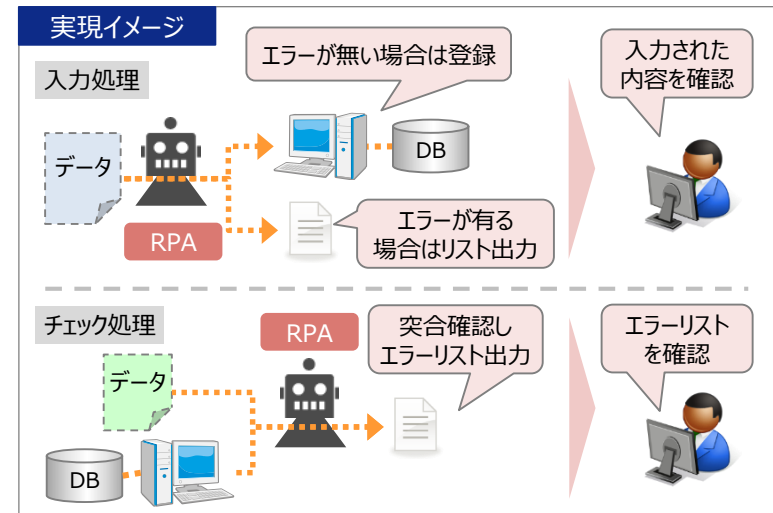 実現イメージ
入力処理
エラーが無い場合は登録
入力された
内容を確認
データ
DB
RPA
エラーが有る
場合はリスト出力
チェック処理
RPA
突合確認し
エラーリスト出力
エラーリスト
を確認
データ
DB